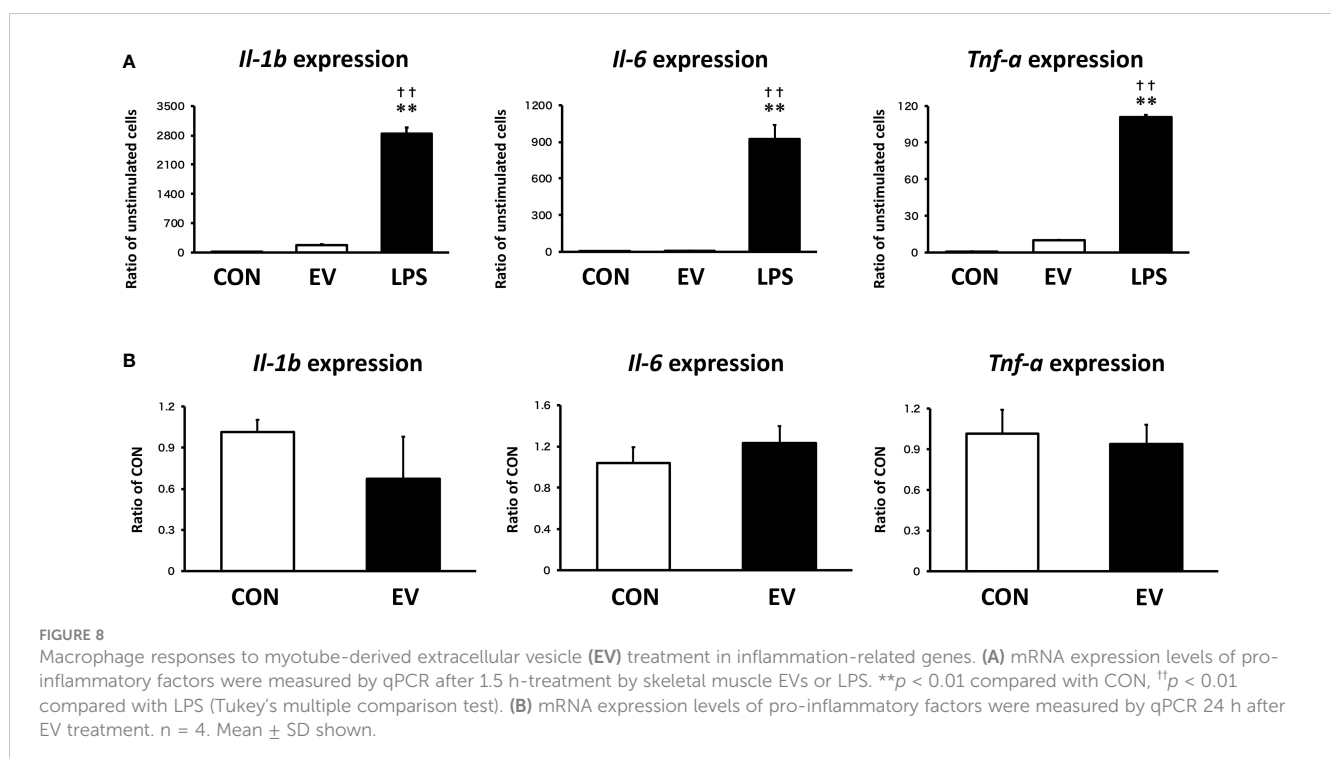 A
Il-1b expression
Il-6 expression
Tnf-a expression
Ratio of unstimulated cells
3500
2800
2100
1400
700
0
††
**
CON EV LPS
Ratio of unstimulated cells
1200
900
600
300
0
††
**
CON EV LPS
Ratio of unstimulated cells
120
90
60
30
0
††
**
CON EV LPS
B
Il-1b expression
Il-6 expression
Tnf-a expression
Ratio of CON
1.2
0.9
0.6
0.3
0
CON EV
Ratio of CON
1.6
1.2
0.8
0.4
0
CON EV
Ratio of CON
1.2
0.9
0.6
0.3
0
CON EV
FIGURE 8
Macrophage responses to myotube-derived extracellular vesicle (EV) treatment in inflammation-related genes. (A) mRNA expression levels of pro-
inflammatory factors were measured by qPCR after 1.5 h-treatment by skeletal muscle EVs or LPS. **p < 0.01 compared with CON, ††p < 0.01
compared with LPS (Tukey's multiple comparison test). (B) mRNA expression levels of pro-inflammatory factors were measured by qPCR 24 h after
EV treatment. n = 4. Mean ± SD shown.